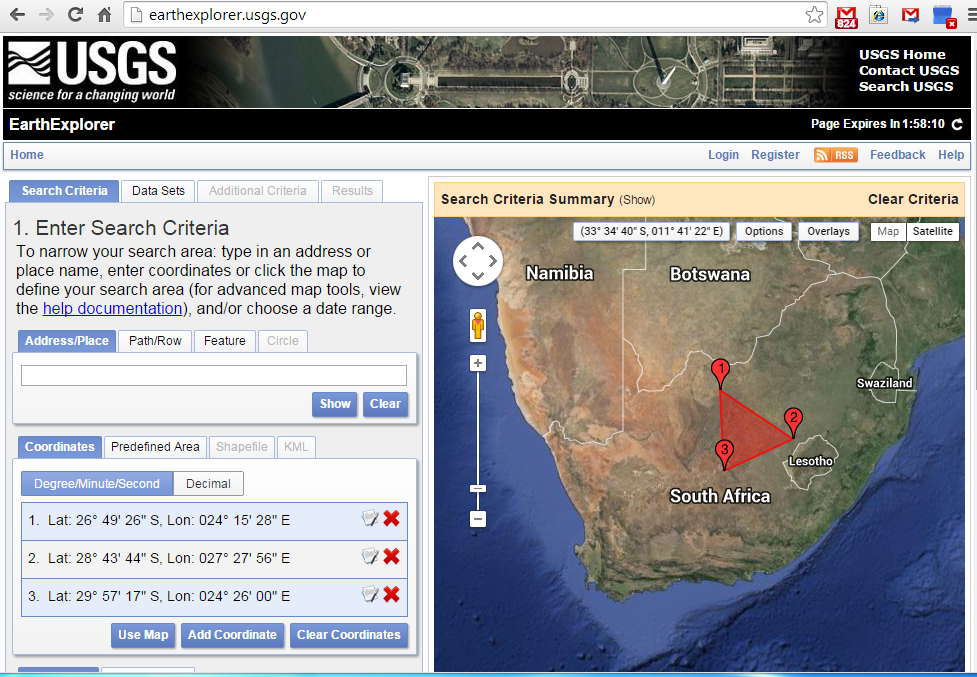 earthexplorer.usgs.gov
824
USGS
science for a changing world
USGS Home
Contact USGS
Search USGS
EarthExplorer
Page Expires In 1:58:10
Home
Login Register RSS Feedback Help
Search Criteria Data Sets Additional Criteria Results
1. Enter Search Criteria
To narrow your search area: type in an address or
place name, enter coordinates or click the map to
define your search area (for advanced map tools, view
the help documentation), and/or choose a date range.
Address/Place Path/Row Feature Circle
Show Clear
Coordinates Predefined Area Shapefile KML
Degree/Minute/Second Decimal
1. Lat: 26° 49' 26" S, Lon: 024° 15' 28" E
2. Lat: 28° 43' 44" S, Lon: 027° 27' 56" E
3. Lat: 29° 57' 17" S, Lon: 024° 26' 00" E
Use Map Add Coordinate Clear Coordinates
Search Criteria Summary (Show) Clear Criteria
(33° 34' 40" S, 011° 41' 22" E) Options Overlays Map Satellite
Namibia Botswana
1
Swaziland
2
3
Lesotho
South Africa